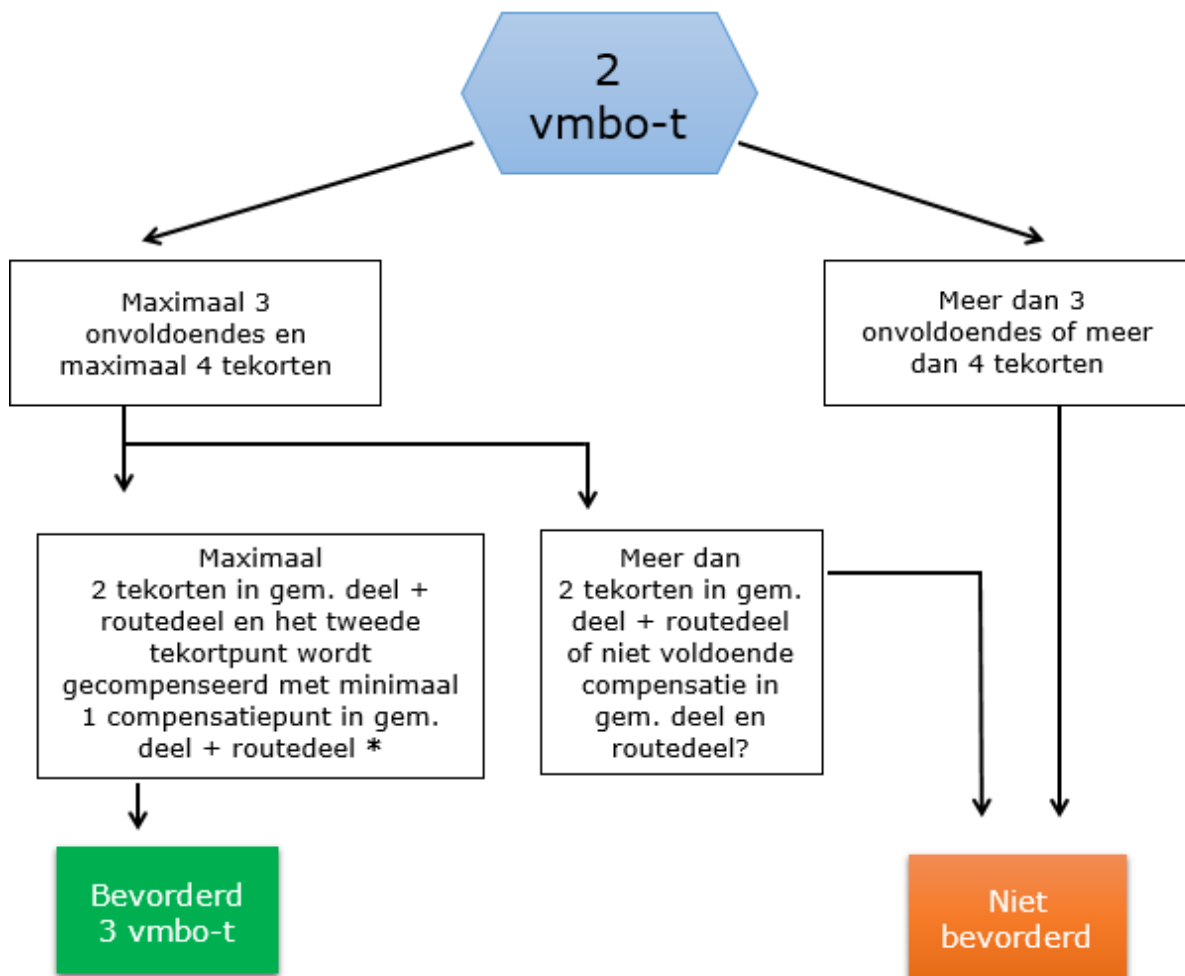 2
vmbo-t
Maximaal 3
onvoldoendes en
maximaal 4 tekorten
Meer dan 3
onvoldoendes of meer
dan 4 tekorten
Maximaal
2 tekorten in gem. deel +
routedeel en het tweede
tekortpunt wordt
gecompenseerd met minimaal
1 compensatiepunt in gem.
deel + routedeel *
Meer dan
2 tekorten in gem.
deel + routedeel
of niet voldoende
compensatie in
gem. deel en
routedeel?
Bevorderd
3 vmbo-t
Niet
bevorderd